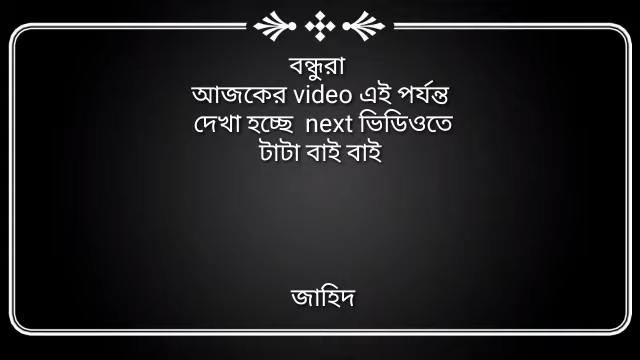 বন্ধুরা
আজকের video এই পর্যন্ত
দেখা হচ্ছে next ভিডিওতে
টাটা বাই বাই
জাহিদ